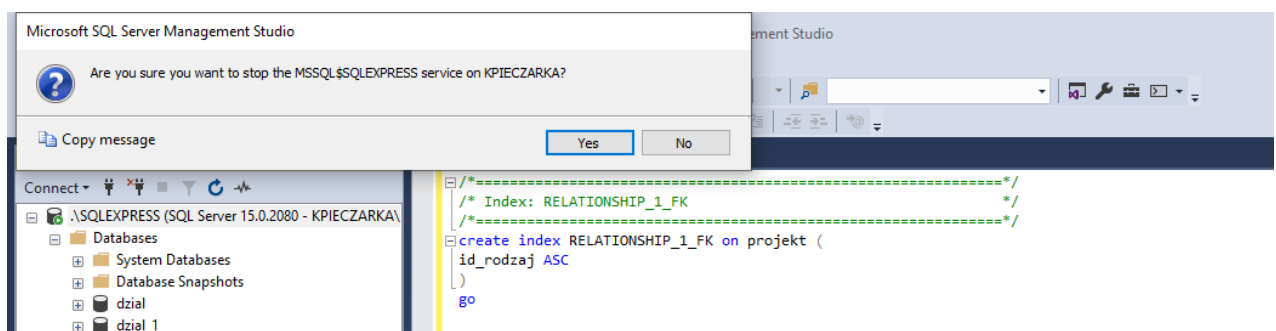 Microsoft SQL Server Management Studio
ement Studio
Are you sure you want to stop the MSSQL$SQLEXPRESS service on KPIECZARKA?
Copy message
Yes
No
Connect
.\SQLEXPRESS (SQL Server 15.0.2080 - KPIECZARKA\
Databases
System Databases
Database Snapshots
dzial
dzial_1
/*==============================================================*/
/* Index: RELATIONSHIP_1_FK                                     */
/*==============================================================*/
create index RELATIONSHIP_1_FK on projekt (
id_rodzaj ASC
)
go